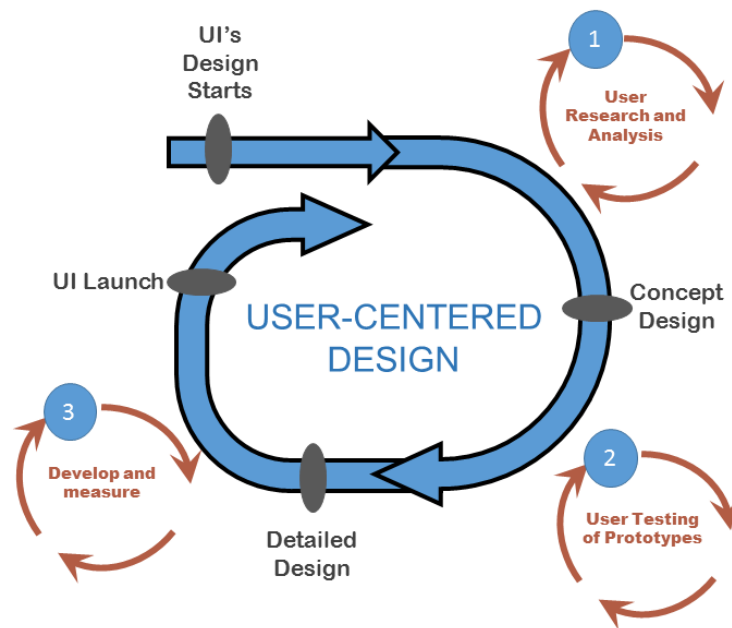 UI's
Design
Starts
1
User
Research and
Analysis
UI Launch
USER-CENTERED
DESIGN
Concept
Design
3
Develop and
measure
2
User Testing
of Prototypes
Detailed
Design